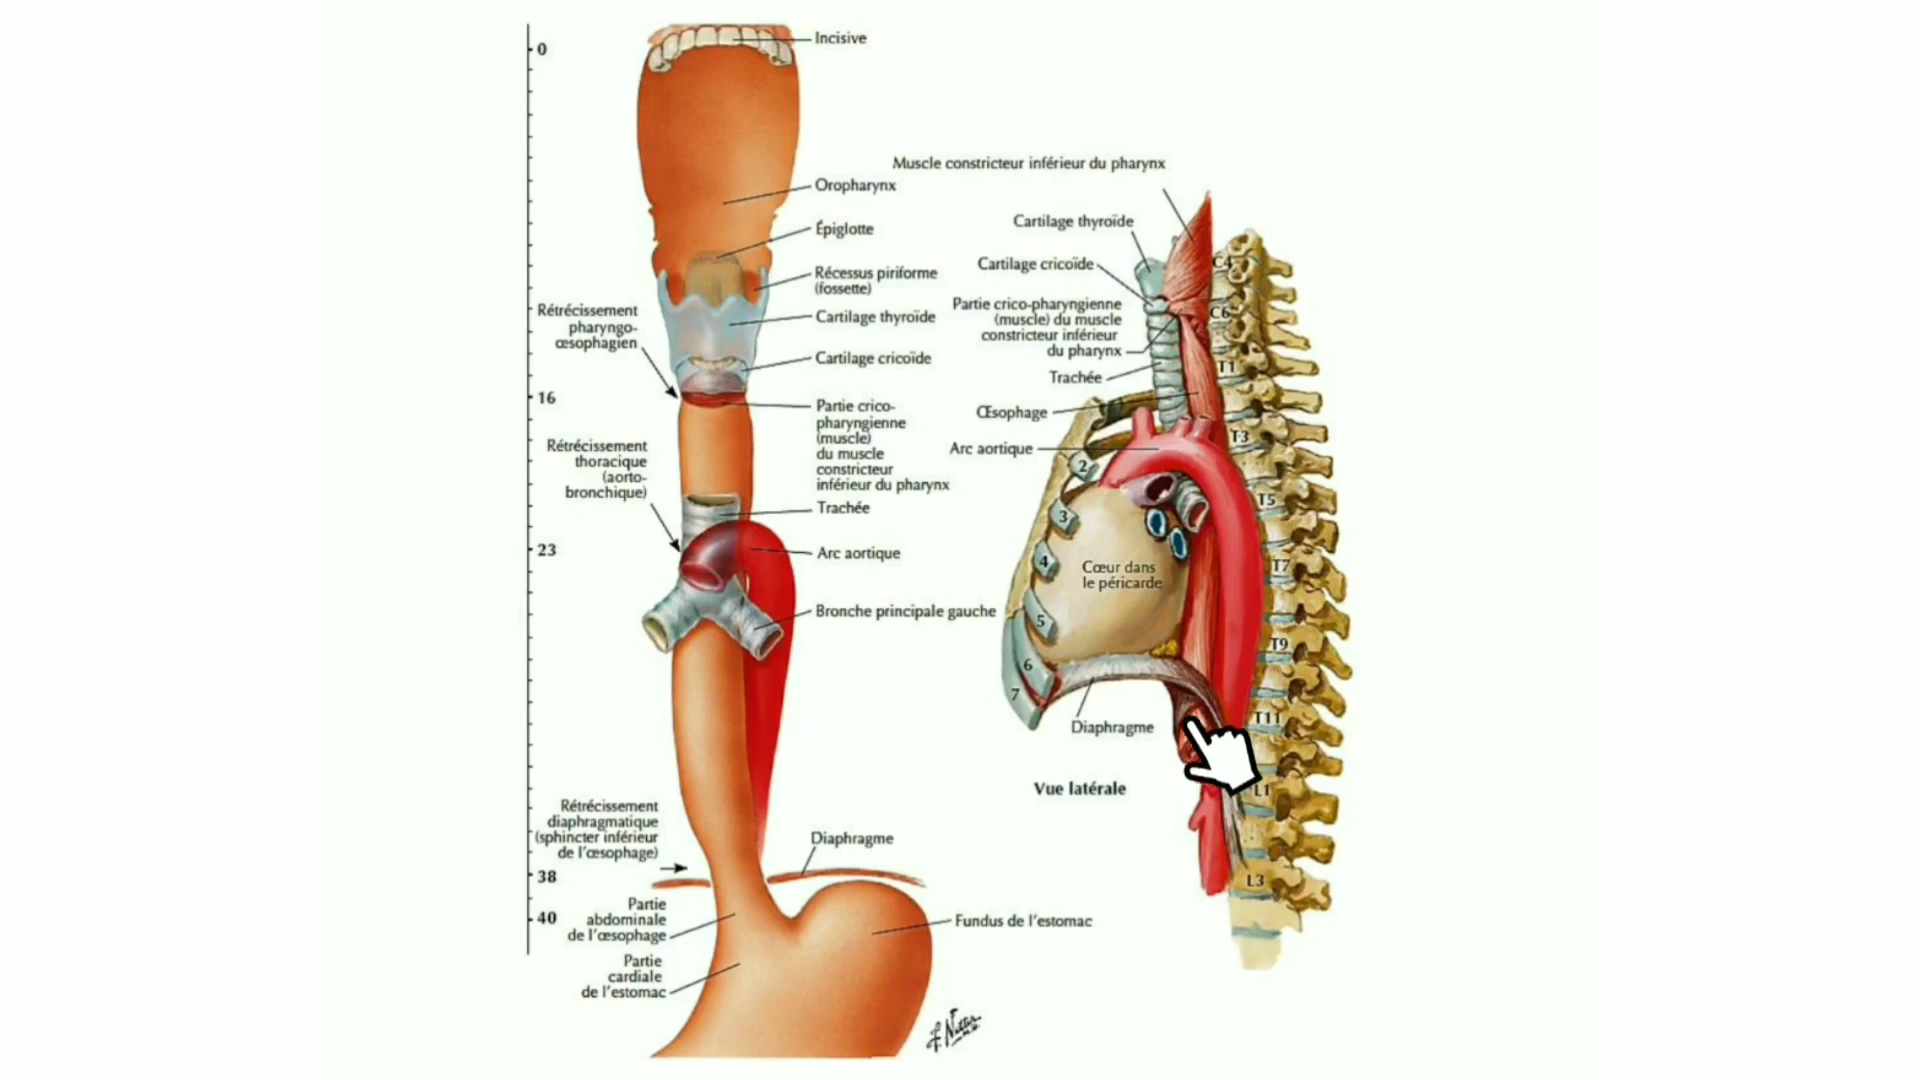 0
16
23
38
40
Incisive
Oropharynx
Épiglotte
Récessus piriforme
(fossette)
Cartilage thyroïde
Cartilage cricoïde
Rétrécissement
pharyngo-
œsophagien
Partie crico-
pharyngienne
(muscle)
du muscle
constricteur
inférieur du pharynx
Rétrécissement
thoracique
(aorto-
bronchique)
Trachée
Arc aortique
Bronche principale gauche
Rétrécissement
diaphragmatique
(sphincter inférieur
de l'œsophage)
Diaphragme
Partie
abdominale
de l'œsophage
Fundus de l'estomac
Partie
cardiale
de l'estomac
F. Netter
Muscle constricteur inférieur du pharynx
Cartilage thyroïde
Cartilage cricoïde
Partie crico-pharyngienne
(muscle) du muscle
constricteur inférieur
du pharynx
Trachée
Œsophage
Arc aortique
2
3
4
5
6
7
Cœur dans
le péricarde
Diaphragme
Vue latérale
C4
C6
T1
T3
T5
T7
T9
T11
L1
L3